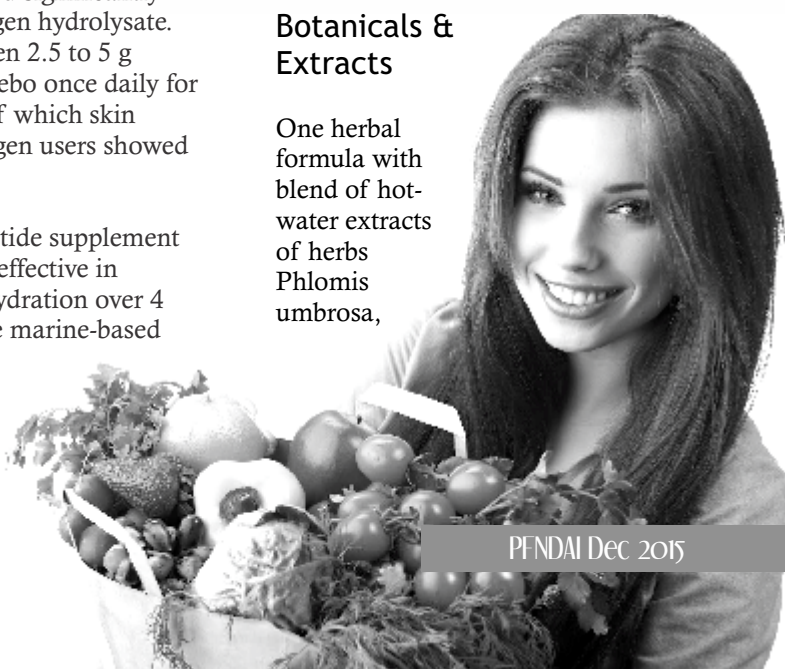 gen hydrolysate.
en 2.5 to 5 g
ebo once daily for
f which skin
gen users showed
tide supplement
effective in
ydration over 4
e marine-based
Botanicals &
Extracts
One herbal
formula with
blend of hot-
water extracts
of herbs
Phlomis
umbrosa,
PFNDAI Dec 2015